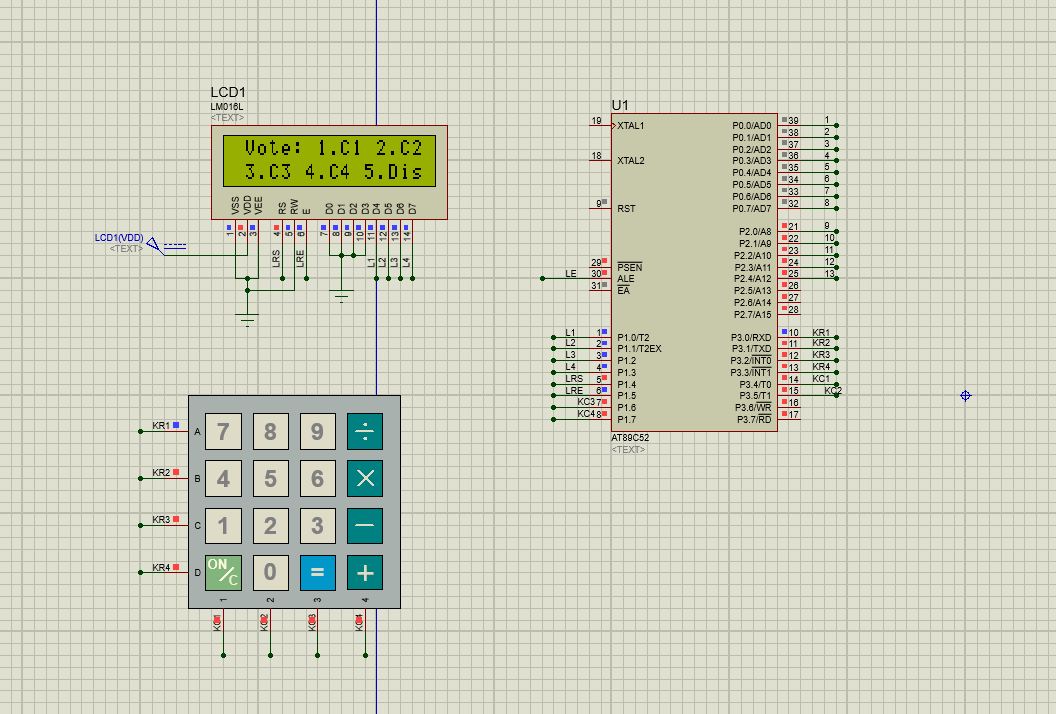 LCD1
LM016L
<TEXT>
Vote: 1.C1 2.C2
3.C3 4.C4 5.Dis
VSS VDD VEE RS RW E D0 D1 D2 D3 D4 D5 D6 D7
1 2 3 4 5 6 7 8 9 10 11 12 13 14
LCD1(VDD)
<TEXT>
LRS LRE L1 L2 L3 L4
U1
19 XTAL1
18 XTAL2
9 RST
29 PSEN
LE 30 ALE
31 EA
L1 1 P1.0/T2
L2 2 P1.1/T2EX
L3 3 P1.2
L4 4 P1.3
LRS 5 P1.4
LRE 6 P1.5
KC3 7 P1.6
KC4 8 P1.7
P0.0/AD0 39 1
P0.1/AD1 38 2
P0.2/AD2 37 3
P0.3/AD3 36 4
P0.4/AD4 35 5
P0.5/AD5 34 6
P0.6/AD6 33 7
P0.7/AD7 32 8
P2.0/A8 21 9
P2.1/A9 22 10
P2.2/A10 23 11
P2.3/A11 24 12
P2.4/A12 25 13
P2.5/A13 26
P2.6/A14 27
P2.7/A15 28
P3.0/RXD 10 KR1
P3.1/TXD 11 KR2
P3.2/INT0 12 KR3
P3.3/INT1 13 KR4
P3.4/T0 14 KC1
P3.5/T1 15 KC2
P3.6/WR 16
P3.7/RD 17
AT89C52
<TEXT>
KR1 A 7 8 9 ÷
KR2 B 4 5 6 ×
KR3 C 1 2 3 −
KR4 D ON/C 0 = +
1 2 3 4
KC1 KC2 KC3 KC4